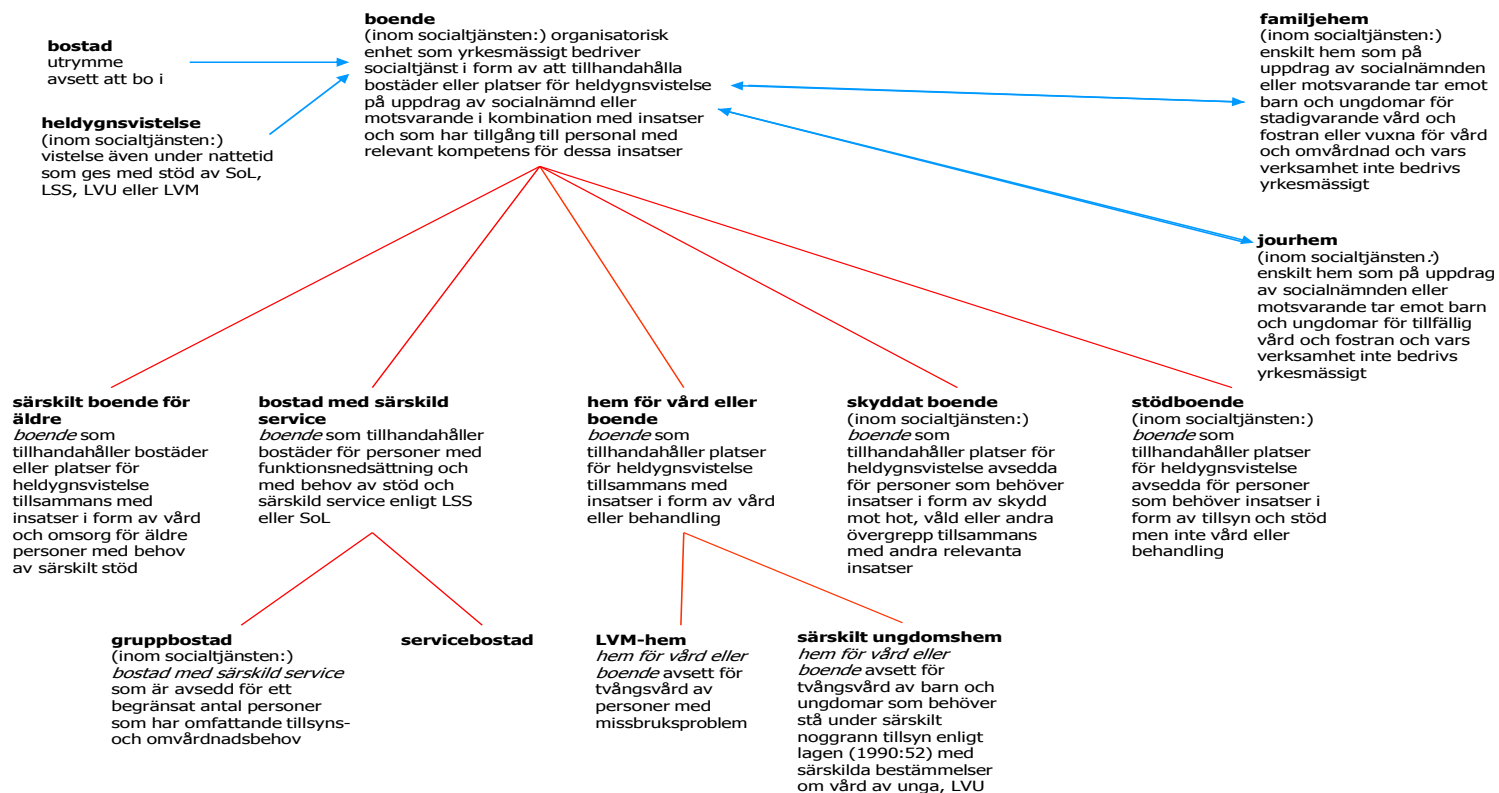 boende
(inom socialtjänsten:) organisatorisk
enhet som yrkesmässigt bedriver
socialtjänst i form av att tillhandahålla
bostäder eller platser för heldygnsvistelse
på uppdrag av socialnämnd eller
motsvarande i kombination med insatser
och som har tillgång till personal med
relevant kompetens för dessa insatser
bostad
utrymme
avsett att bo i
heldygnsvistelse
(inom socialtjänsten:)
vistelse även under nattetid
som ges med stöd av SoL,
LSS, LVU eller LVM
familjehem
(inom socialtjänsten:)
enskilt hem som på
uppdrag av socialnämnden
eller motsvarande tar emot
barn och ungdomar för
stadigvarande vård och
fostran eller vuxna för vård
och omvårdnad och vars
verksamhet inte bedrivs
yrkesmässigt
jourhem
(inom socialtjänsten:)
enskilt hem som på uppdrag
av socialnämnden eller
motsvarande tar emot barn
och ungdomar för tillfällig
vård och fostran och vars
verksamhet inte bedrivs
yrkesmässigt
särskilt boende för
äldre
boende som
tillhandahåller bostäder
eller platser för
heldygnsvistelse
tillsammans med
insatser i form av vård
och omsorg för äldre
personer med behov
av särskilt stöd
bostad med särskild
service
boende som tillhandahåller
bostäder för personer med
funktionsnedsättning och
med behov av stöd och
särskild service enligt LSS
eller SoL
hem för vård eller
boende
boende som
tillhandahåller platser
för heldygnsvistelse
tillsammans med
insatser i form av vård
eller behandling
skyddat boende
(inom socialtjänsten:)
boende som
tillhandahåller platser för
heldygnsvistelse avsedda
för personer som behöver
insatser i form av skydd
mot hot, våld eller andra
övergrepp tillsammans
med andra relevanta
insatser
stödboende
(inom socialtjänsten:)
boende som
tillhandahåller platser
för heldygnsvistelse
avsedda för personer
som behöver insatser i
form av tillsyn och stöd
men inte vård eller
behandling
gruppbostad
(inom socialtjänsten:)
bostad med särskild service
som är avsedd för ett
begränsat antal personer
som har omfattande tillsyns-
och omvårdnadsbehov
servicebostad
LVM-hem
hem för vård eller
boende avsett för
tvångsvård av
personer med
missbruksproblem
särskilt ungdomshem
hem för vård eller
boende avsett för
tvångsvård av barn och
ungdomar som behöver
stå under särskilt
noggrann tillsyn enligt
lagen (1990:52) med
särskilda bestämmelser
om vård av unga, LVU